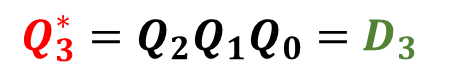 Q₃* = Q₂Q₁Q₀ = D₃